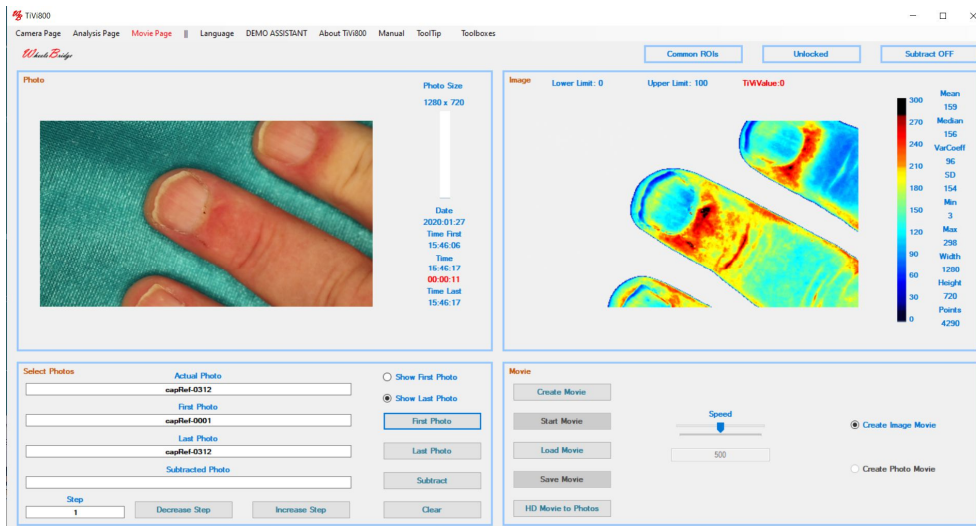 TiVi800
Camera Page Analysis Page Movie Page || Language DEMO ASSISTANT About TiVi800 Manual ToolTip Toolboxes
WheelsBridge
Common ROIs Unlocked Subtract OFF
Photo
Photo Size
1280 x 720
Date
2020:01:27
Time First
15:46:06
Time
15:46:17
00:00:11
Time Last
15:46:17
Image Lower Limit: 0 Upper Limit: 100 TiViValue:0
300
270
240
210
180
150
120
90
60
30
0
Mean
159
Median
156
VarCoeff
96
SD
154
Min
3
Max
298
Width
1280
Height
720
Points
4290
Select Photos
Actual Photo
capRef-0312
First Photo
capRef-0001
Last Photo
capRef-0312
Subtracted Photo
Step
1
Decrease Step Increase Step
Show First Photo
Show Last Photo
First Photo
Last Photo
Subtract
Clear
Movie
Create Movie
Start Movie
Load Movie
Save Movie
HD Movie to Photos
Speed
500
Create Image Movie
Create Photo Movie